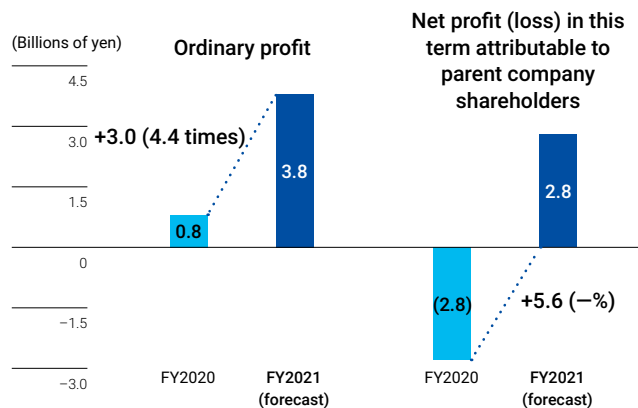 (Billions of yen)
4.5
3.0
1.5
0
−1.5
−3.0
Ordinary profit
+3.0 (4.4 times)
0.8
3.8
FY2020
FY2021
(forecast)
Net profit (loss) in this
term attributable to
parent company
shareholders
(2.8)
2.8
+5.6 (—%)
FY2020
FY2021
(forecast)